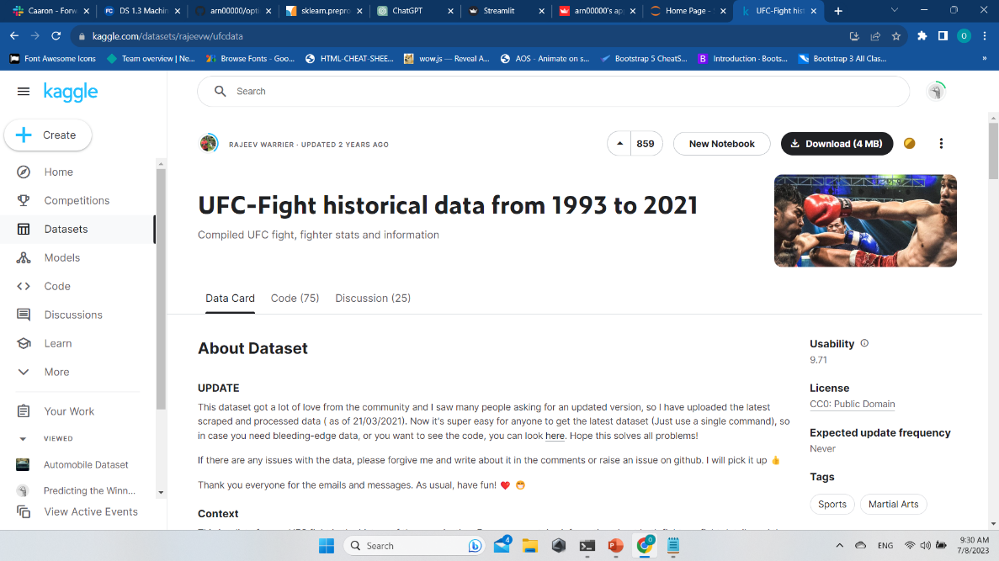 Caaron - Forw
DS 1.3 Machin
arn00000/opti
sklearn.prepro
ChatGPT
Streamlit
arn00000's ap
Home Page -
UFC-Fight hist
kaggle.com/datasets/rajeevw/ufcdata
Font Awesome Icons
Team overview | Ne...
Browse Fonts - Goo...
HTML-CHEAT-SHEE...
wow.js — Reveal A...
AOS - Animate on s...
Bootstrap 5 CheatS...
Introduction · Boots...
Bootstrap 3 All Clas...
kaggle
Search
Create
Home
Competitions
Datasets
Models
Code
Discussions
Learn
More
Your Work
VIEWED
Automobile Dataset
Predicting the Winn...
View Active Events
RAJEEV WARRIER · UPDATED 2 YEARS AGO
859
New Notebook
Download (4 MB)
UFC-Fight historical data from 1993 to 2021
Compiled UFC fight, fighter stats and information
Data Card
Code (75)
Discussion (25)
About Dataset
UPDATE
This dataset got a lot of love from the community and I saw many people asking for an updated version, so I have uploaded the latest
scraped and processed data ( as of 21/03/2021). Now it's super easy for anyone to get the latest dataset (Just use a single command), so
in case you need bleeding-edge data, or you want to see the code, you can look here. Hope this solves all problems!
If there are any issues with the data, please forgive me and write about it in the comments or raise an issue on github. I will pick it up 👍
Thank you everyone for the emails and messages. As usual, have fun! ❤️ 😁
Context
Usability
9.71
License
CC0: Public Domain
Expected update frequency
Never
Tags
Sports
Martial Arts
Search
4
0
ENG
9:30 AM
7/8/2023